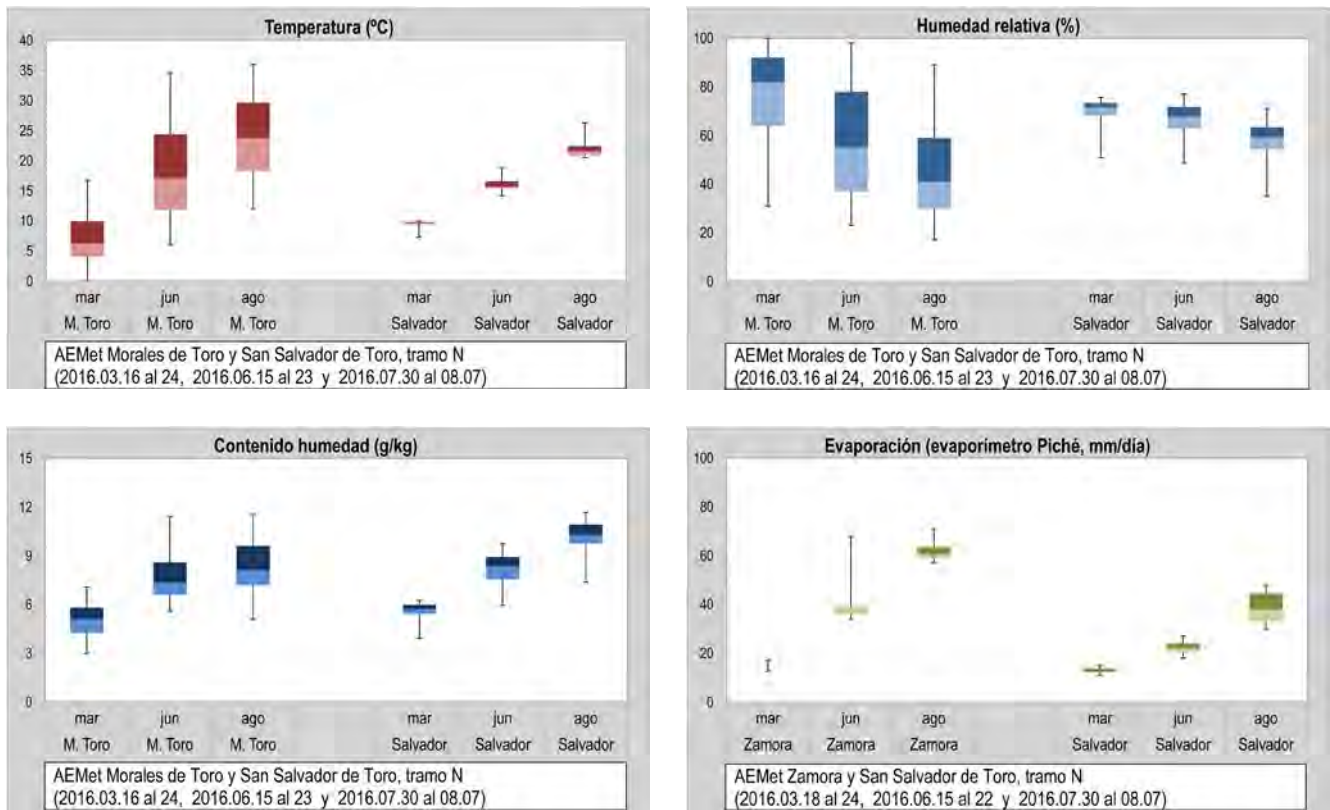 Temperatura (ºC)
40
35
30
25
20
15
10
5
0
mar jun ago mar jun ago
M. Toro M. Toro M. Toro Salvador Salvador Salvador
AEMet Morales de Toro y San Salvador de Toro, tramo N
(2016.03.16 al 24, 2016.06.15 al 23 y 2016.07.30 al 08.07)
Humedad relativa (%)
100
80
60
40
20
0
mar jun ago mar jun ago
M. Toro M. Toro M. Toro Salvador Salvador Salvador
AEMet Morales de Toro y San Salvador de Toro, tramo N
(2016.03.16 al 24, 2016.06.15 al 23 y 2016.07.30 al 08.07)
Contenido humedad (g/kg)
15
12
9
6
3
0
mar jun ago mar jun ago
M. Toro M. Toro M. Toro Salvador Salvador Salvador
AEMet Morales de Toro y San Salvador de Toro, tramo N
(2016.03.16 al 24, 2016.06.15 al 23 y 2016.07.30 al 08.07)
Evaporación (evaporímetro Piché, mm/día)
100
80
60
40
20
0
mar jun ago mar jun ago
Zamora Zamora Zamora Salvador Salvador Salvador
AEMet Zamora y San Salvador de Toro, tramo N
(2016.03.18 al 24, 2016.06.15 al 22 y 2016.07.30 al 08.07)